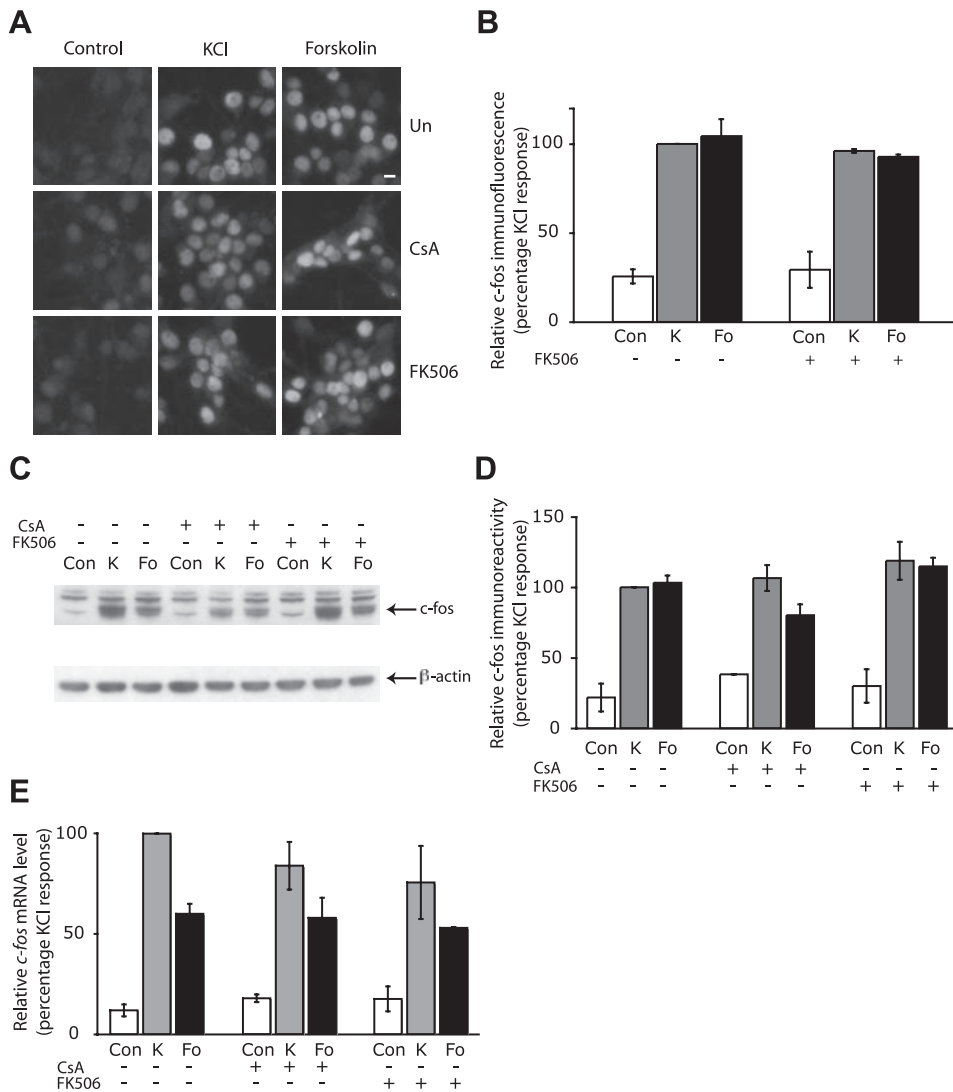 A
Control KCl Forskolin
Un
CsA
FK506
B
Relative c-fos immunofluorescence
(percentage KCl response)
100
50
0
Con K Fo Con K Fo
FK506 - - - + + +
C
CsA - - - + + + - - -
FK506 - - - - - - + + +
Con K Fo Con K Fo Con K Fo
c-fos
β-actin
D
Relative c-fos immunoreactivity
(percentage KCl response)
150
100
50
0
Con K Fo Con K Fo Con K Fo
CsA - - - + + + - - -
FK506 - - - - - - + + +
E
Relative c-fos mRNA level
(percentage KCl response)
100
50
0
Con K Fo Con K Fo Con K Fo
CsA - - - + + + - - -
FK506 - - - - - - + + +